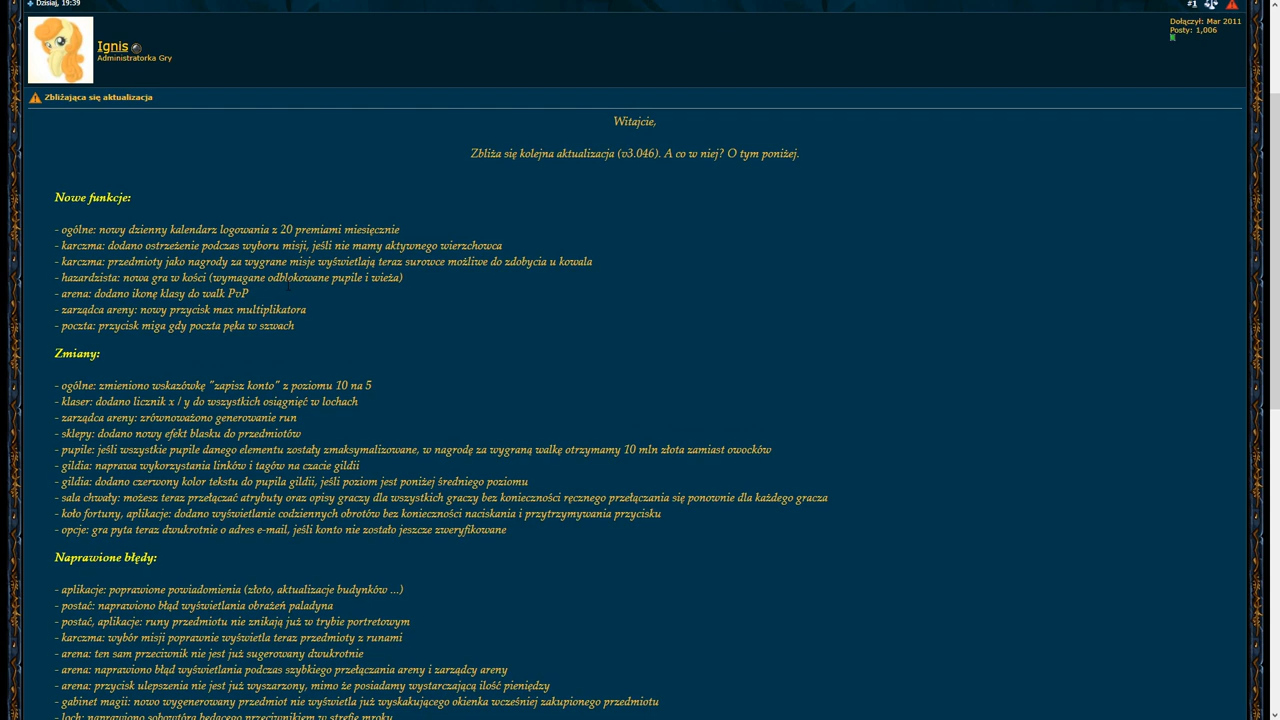 Dzisiaj, 19:39
#1
Ignis
Administratorka Gry
Dołączył: Mar 2011
Posty: 1,006
Zbliżająca się aktualizacja
Witajcie,
Zbliża się kolejna aktualizacja (v3.046). A co w niej? O tym poniżej.
Nowe funkcje:
- ogólne: nowy dzienny kalendarz logowania z 20 premiami miesięcznie
- karczma: dodano ostrzeżenie podczas wyboru misji, jeśli nie mamy aktywnego wierzchowca
- karczma: przedmioty jako nagrody za wygrane misje wyświetlają teraz surowce możliwe do zdobycia u kowala
- hazardzista: nowa gra w kości (wymagane odblokowane pupile i wieża)
- arena: dodano ikonę klasy do walk PvP
- zarządca areny: nowy przycisk max multiplikatora
- poczta: przycisk miga gdy poczta pęka w szwach
Zmiany:
- ogólne: zmieniono wskazówkę "zapisz konto" z poziomu 10 na 5
- klaser: dodano licznik x / y do wszystkich osiągnięć w lochach
- zarządca areny: zrównoważono generowanie run
- sklepy: dodano nowy efekt blasku do przedmiotów
- pupile: jeśli wszystkie pupile danego elementu zostały zmaksymalizowane, w nagrodę za wygraną walkę otrzymamy 10 mln złota zamiast owocków
- gildia: naprawa wykorzystania linków i tagów na czacie gildii
- gildia: dodano czerwony kolor tekstu do pupila gildii, jeśli poziom jest poniżej średniego poziomu
- sala chwały: możesz teraz przełączać atrybuty oraz opisy graczy dla wszystkich graczy bez konieczności ręcznego przełączania się ponownie dla każdego gracza
- koło fortuny, aplikacje: dodano wyświetlanie codziennych obrotów bez konieczności naciskania i przytrzymywania przycisku
- opcje: gra pyta teraz dwukrotnie o adres e-mail, jeśli konto nie zostało jeszcze zweryfikowane
Naprawione błędy:
- aplikacje: poprawione powiadomienia (złoto, aktualizacje budynków ...)
- postać: naprawiono błąd wyświetlania obrażeń paladyna
- postać, aplikacje: runy przedmiotu nie znikają już w trybie portretowym
- karczma: wybór misji poprawnie wyświetla teraz przedmioty z runami
- arena: ten sam przeciwnik nie jest już sugerowany dwukrotnie
- arena: naprawiono błąd wyświetlania podczas szybkiego przełączania areny i zarządcy areny
- arena: przycisk ulepszenia nie jest już wyszarzony, mimo że posiadamy wystarczającą ilość pieniędzy
- gabinet magii: nowo wygenerowany przedmiot nie wyświetla już wyskakującego okienka wcześniej zakupionego przedmiotu
- loch: naprawiono sobowtóra będącego przeciwnikiem w strefie mroku